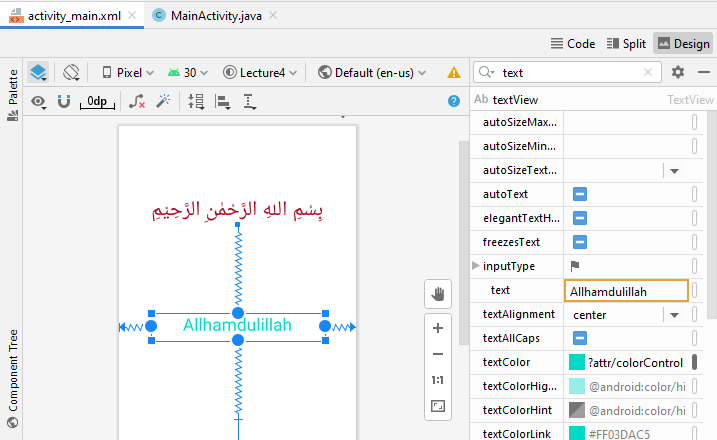 activity_main.xml
MainActivity.java
Code
Split
Design
Palette
Pixel
30
Lecture4
Default (en-us)
text
0dp
Ab textView
TextView
autoSizeMax...
autoSizeMin...
autoSizeText...
autoText
elegantTextH...
freezesText
inputType
text Allhamdulillah
textAlignment center
textAllCaps
textColor ?attr/colorControl
textColorHig... @android:color/hi
textColorHint @android:color/hi
textColorLink #FF03DAC5
بِسْمِ اللهِ الرَّحْمٰنِ الرَّحِيْمِ
Allhamdulillah
1:1
Component Tree